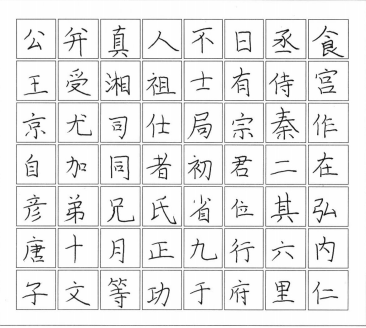 公弁真人不日丞食
王受湘祖士有侍宮
京尤司仕局宗秦作
自加同者初君二在
彦弟兄氏省位其弘
唐十月正九行六内
子文等功于府里仁